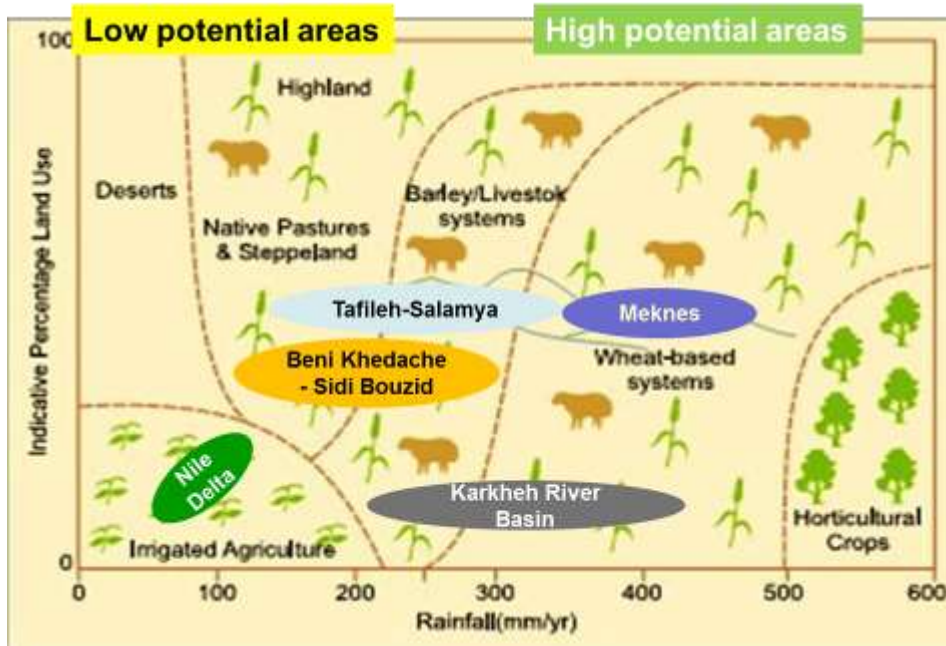 Low potential areas
High potential areas
100
Highland
Deserts
Barley/Livestok
systems
Native Pastures
& Steppeland
Tafileh-Salamya
Meknes
Beni Khedache
- Sidi Bouzid
Wheat-based
systems
Nile
Delta
Karkheh River
Basin
Horticultural
Crops
Irrigated Agriculture
Indicative Percentage Land Use
0
0
100
200
300
400
500
600
Rainfall(mm/yr)